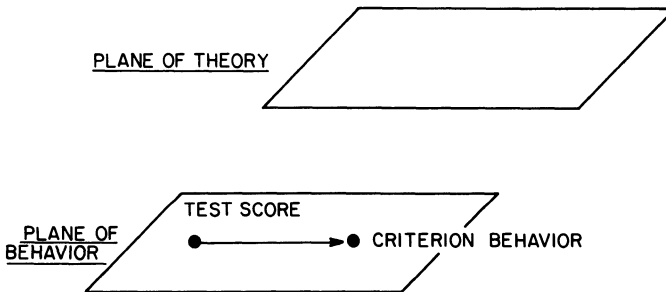 PLANE OF THEORY
TEST SCORE
PLANE OF
BEHAVIOR
CRITERION BEHAVIOR